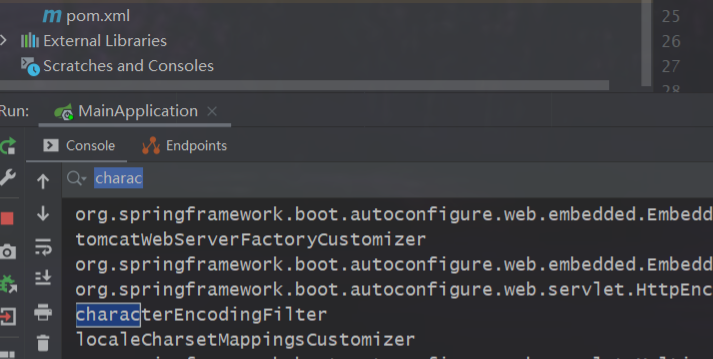 pom.xml
External Libraries
Scratches and Consoles
25
26
27
28
Run:
MainApplication
Console
Endpoints
charac
org.springframework.boot.autoconfigure.web.embedded.Embedd
tomcatWebServerFactoryCustomizer
org.springframework.boot.autoconfigure.web.embedded.Embedd
org.springframework.boot.autoconfigure.web.servlet.HttpEnc
characterEncodingFilter
localeCharsetMappingsCustomizer